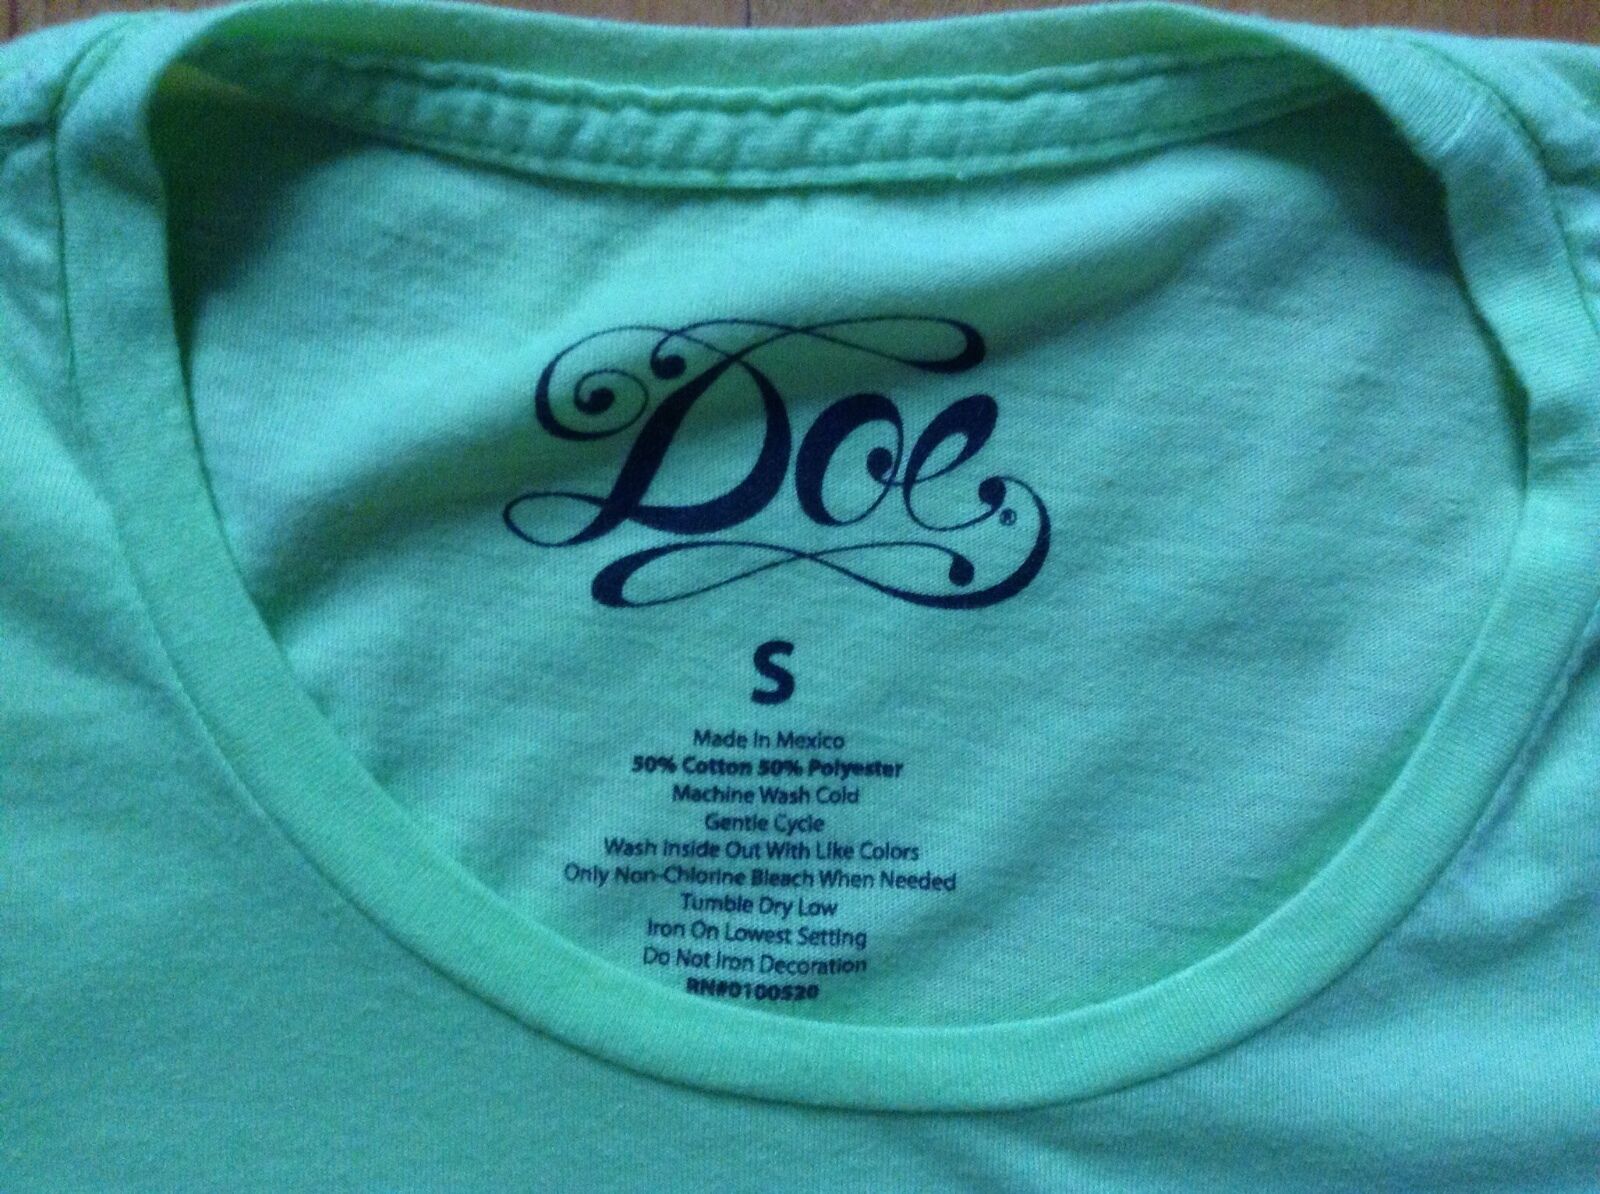 Doe®
S
Made In Mexico
50% Cotton 50% Polyester
Machine Wash Cold
Gentle Cycle
Wash Inside Out With Like Colors
Only Non-Chlorine Bleach When Needed
Tumble Dry Low
Iron On Lowest Setting
Do Not Iron Decoration
RN#0100520